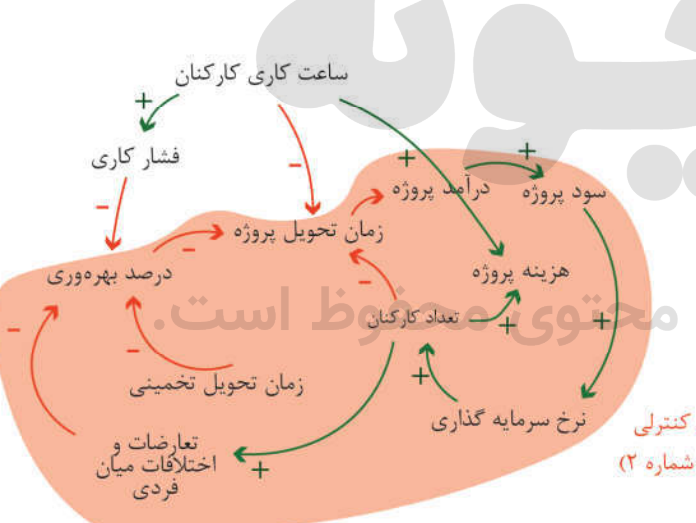 ساعت کاری کارکنان
+
+
+
فشار کاری
-
درآمد پروژه
سود پروژه
-
زمان تحویل پروژه
-
هزینه پروژه
درصد بهره‌وری
-
تعداد کارکنان
+
+
محتوی محفوظ است.
-
-
زمان تحویل تخمینی
+
نرخ سرمایه گذاری
کنترلی
شماره ۲)
تعارضات و
اختلافات میان
فردی
+